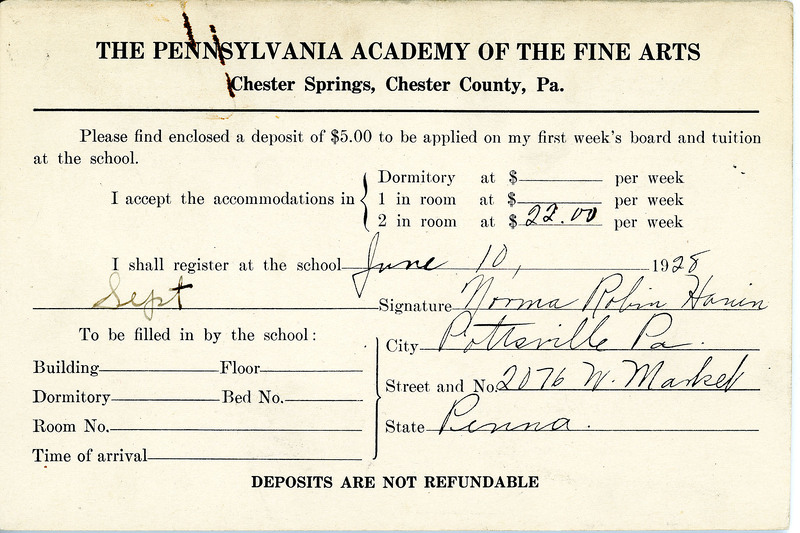 THE PENNSYLVANIA ACADEMY OF THE FINE ARTS
Chester Springs, Chester County, Pa.
Please find enclosed a deposit of $5.00 to be applied on my first week's board and tuition
at the school.
I accept the accommodations in
Dormitory at $ per week
1 in room at $ per week
2 in room at $ 22.00 per week
I shall register at the school June 10, 1928
Sept
Signature Norma Robin
To be filled in by the school:
City Pottsville Pa.
Building Floor
Street and No. 2076 W. Market
Dormitory Bed No.
Room No.
State Penna.
Time of arrival
DEPOSITS ARE NOT REFUNDABLE